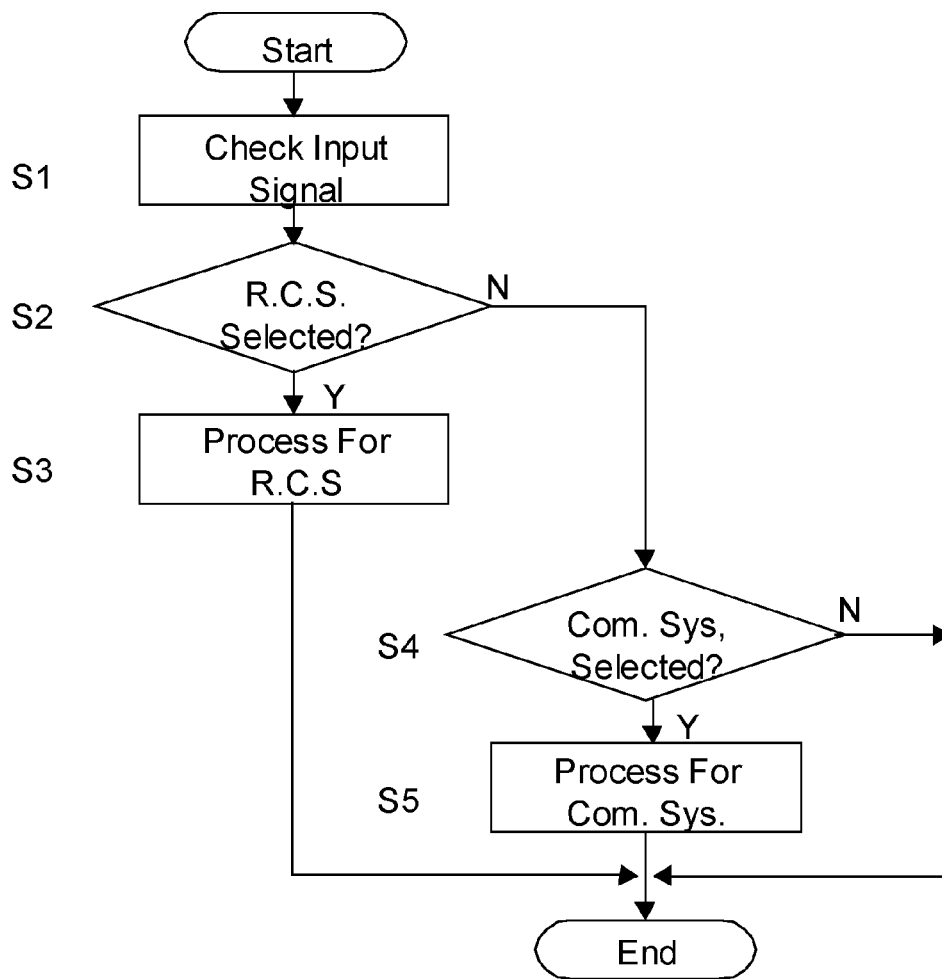 Start
S1
Check Input
Signal
S2
R.C.S.
Selected?
N
Y
S3
Process For
R.C.S
S4
Com. Sys,
Selected?
N
Y
S5
Process For
Com. Sys.
End